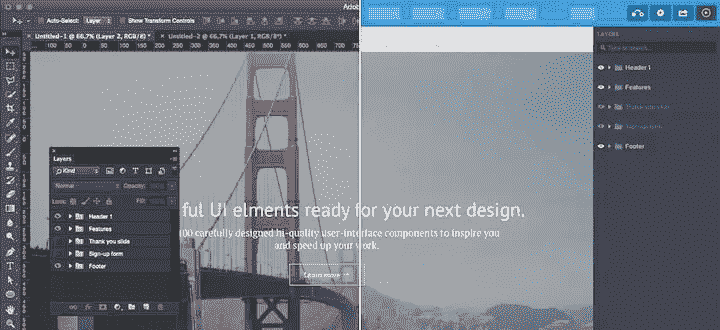 Adobe
Auto-Select: Layer
Show Transform Controls
Untitled-1 @ 66,7% (Layer 2, RGB/8*)
Untitled-2 @ 66,7% (Layer 1, RGB/8*)
LAYERS
Type to search...
Header 1
Features
Thank you slide
Sign-up form
Footer
Layers
Kind
Normal
Opacity:
Lock:
Fill:
Header 1
Features
Thank you slide
Sign-up form
Footer
ful UI elments ready for your next design.
100 carefully designed hi-quality user-interface components to inspire you
and speed up your work.
Learn more